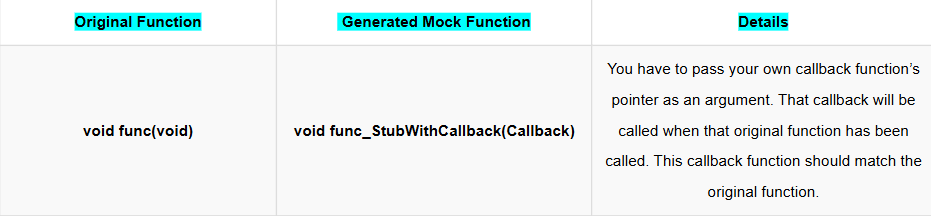 Original Function
Generated Mock Function
Details
void func(void)
void func_StubWithCallback(Callback)
You have to pass your own callback function’s
pointer as an argument. That callback will be
called when that original function has been
called. This callback function should match the
original function.